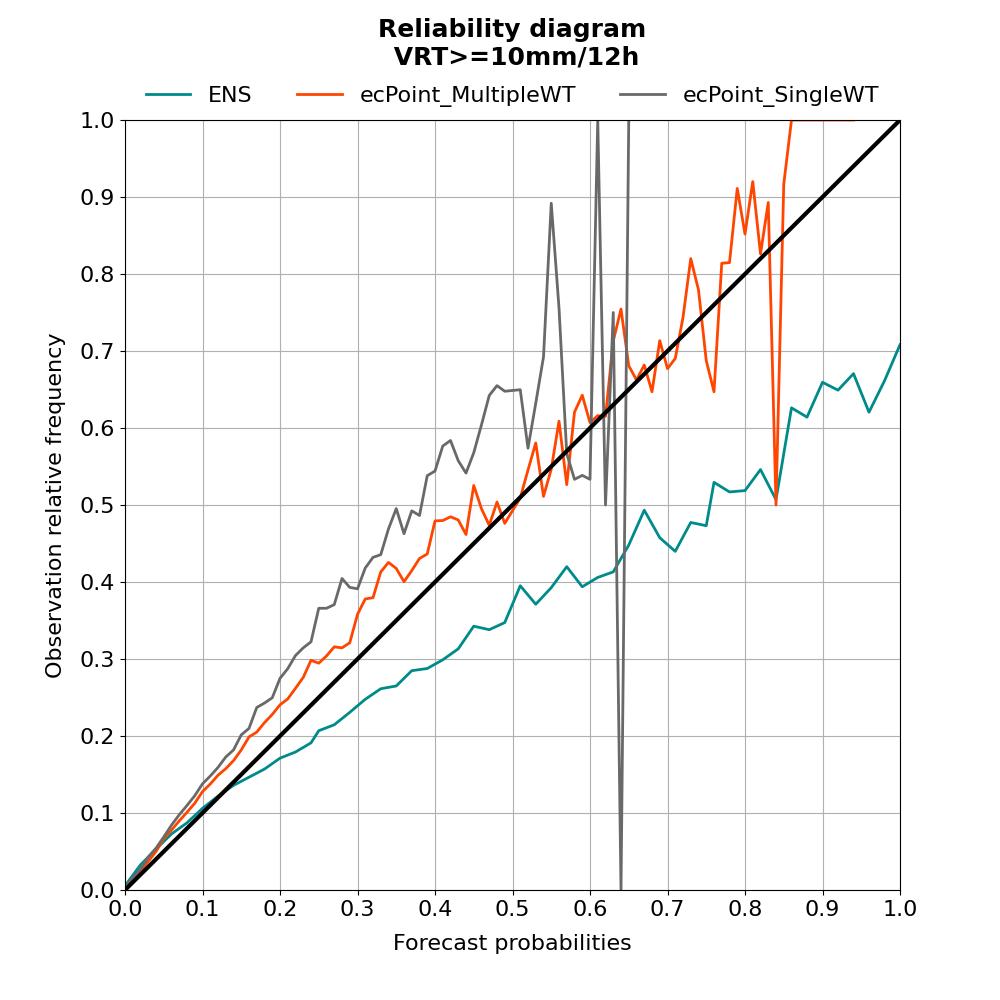 Reliability diagram
VRT>=10mm/12h
ENS ecPoint_MultipleWT ecPoint_SingleWT
1.0
0.9
0.8
0.7
0.6
0.5
0.4
0.3
0.2
0.1
0.0
Observation relative frequency
0.0 0.1 0.2 0.3 0.4 0.5 0.6 0.7 0.8 0.9 1.0
Forecast probabilities